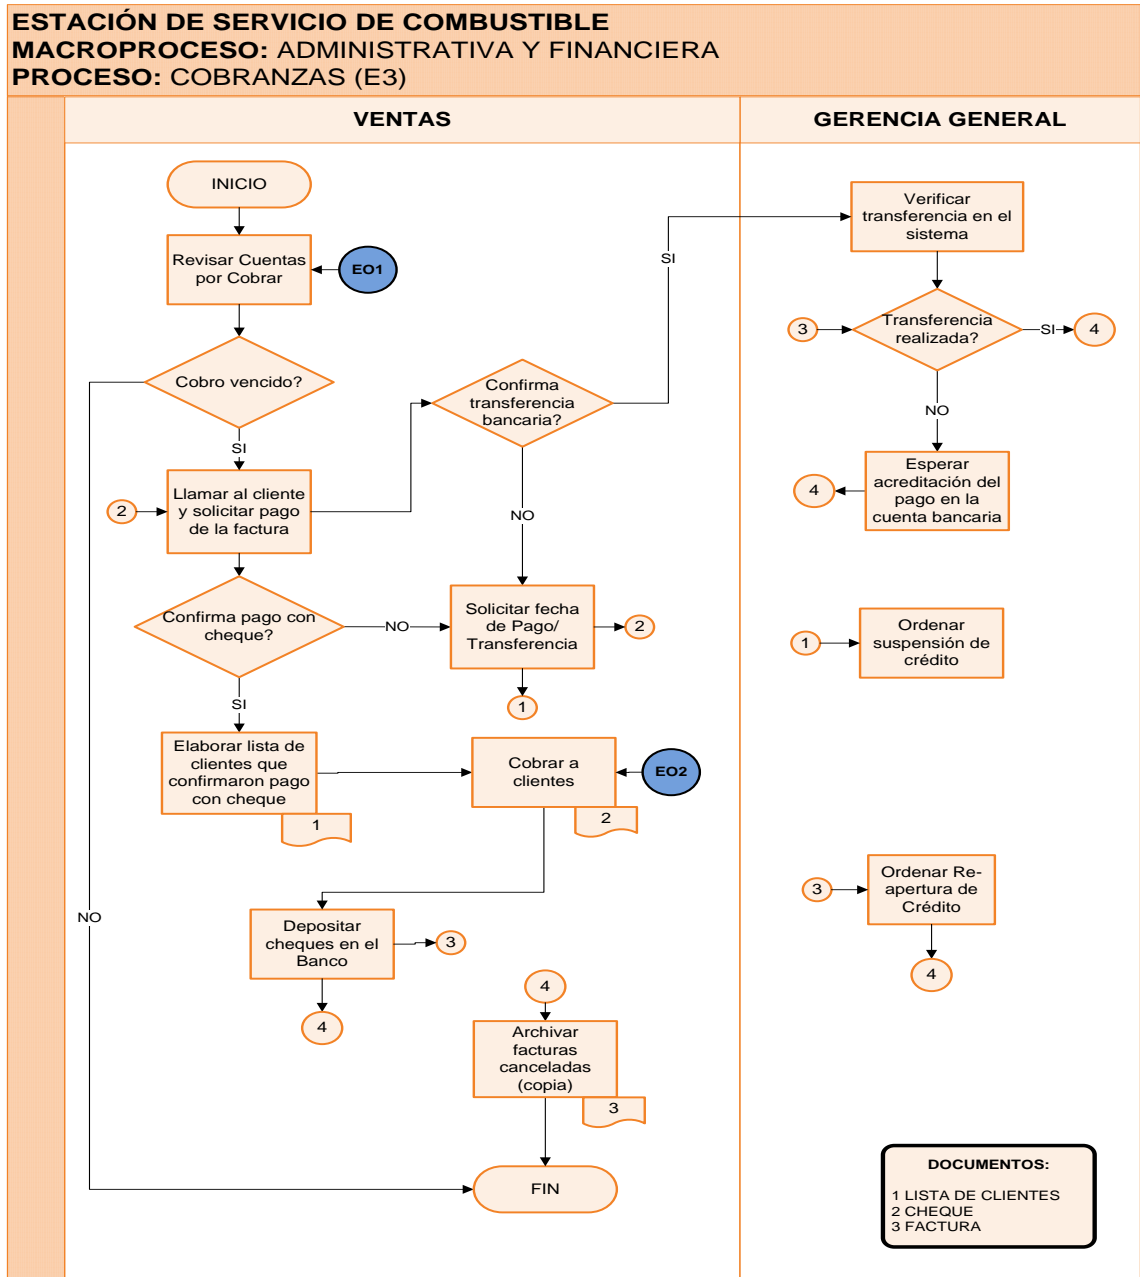 ESTACIÓN DE SERVICIO DE COMBUSTIBLE
MACROPROCESO: ADMINISTRATIVA Y FINANCIERA
PROCESO: COBRANZAS (E3)
VENTAS
GERENCIA GENERAL
INICIO
Revisar Cuentas
por Cobrar
EO1
Cobro vencido?
SI
Llamar al cliente
y solicitar pago
de la factura
2
Confirma
transferencia
bancaria?
SI
NO
Confirma pago con
cheque?
NO
Solicitar fecha
de Pago/
Transferencia
2
1
SI
Elaborar lista de
clientes que
confirmaron pago
con cheque
1
Cobrar a
clientes
2
EO2
NO
Depositar
cheques en el
Banco
3
4
4
Archivar
facturas
canceladas
(copia)
3
FIN
Verificar
transferencia en el
sistema
3
Transferencia
realizada?
SI
4
NO
Esperar
acreditación del
pago en la
cuenta bancaria
4
1
Ordenar
suspensión de
crédito
3
Ordenar Re-
apertura de
Crédito
4
DOCUMENTOS:
1 LISTA DE CLIENTES
2 CHEQUE
3 FACTURA